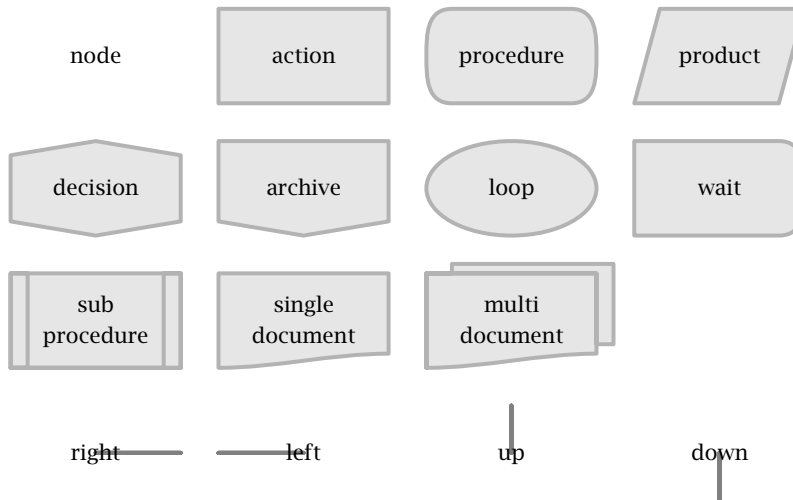 node
action
procedure
product
decision
archive
loop
wait
sub
procedure
single
document
multi
document
right
left
up
down